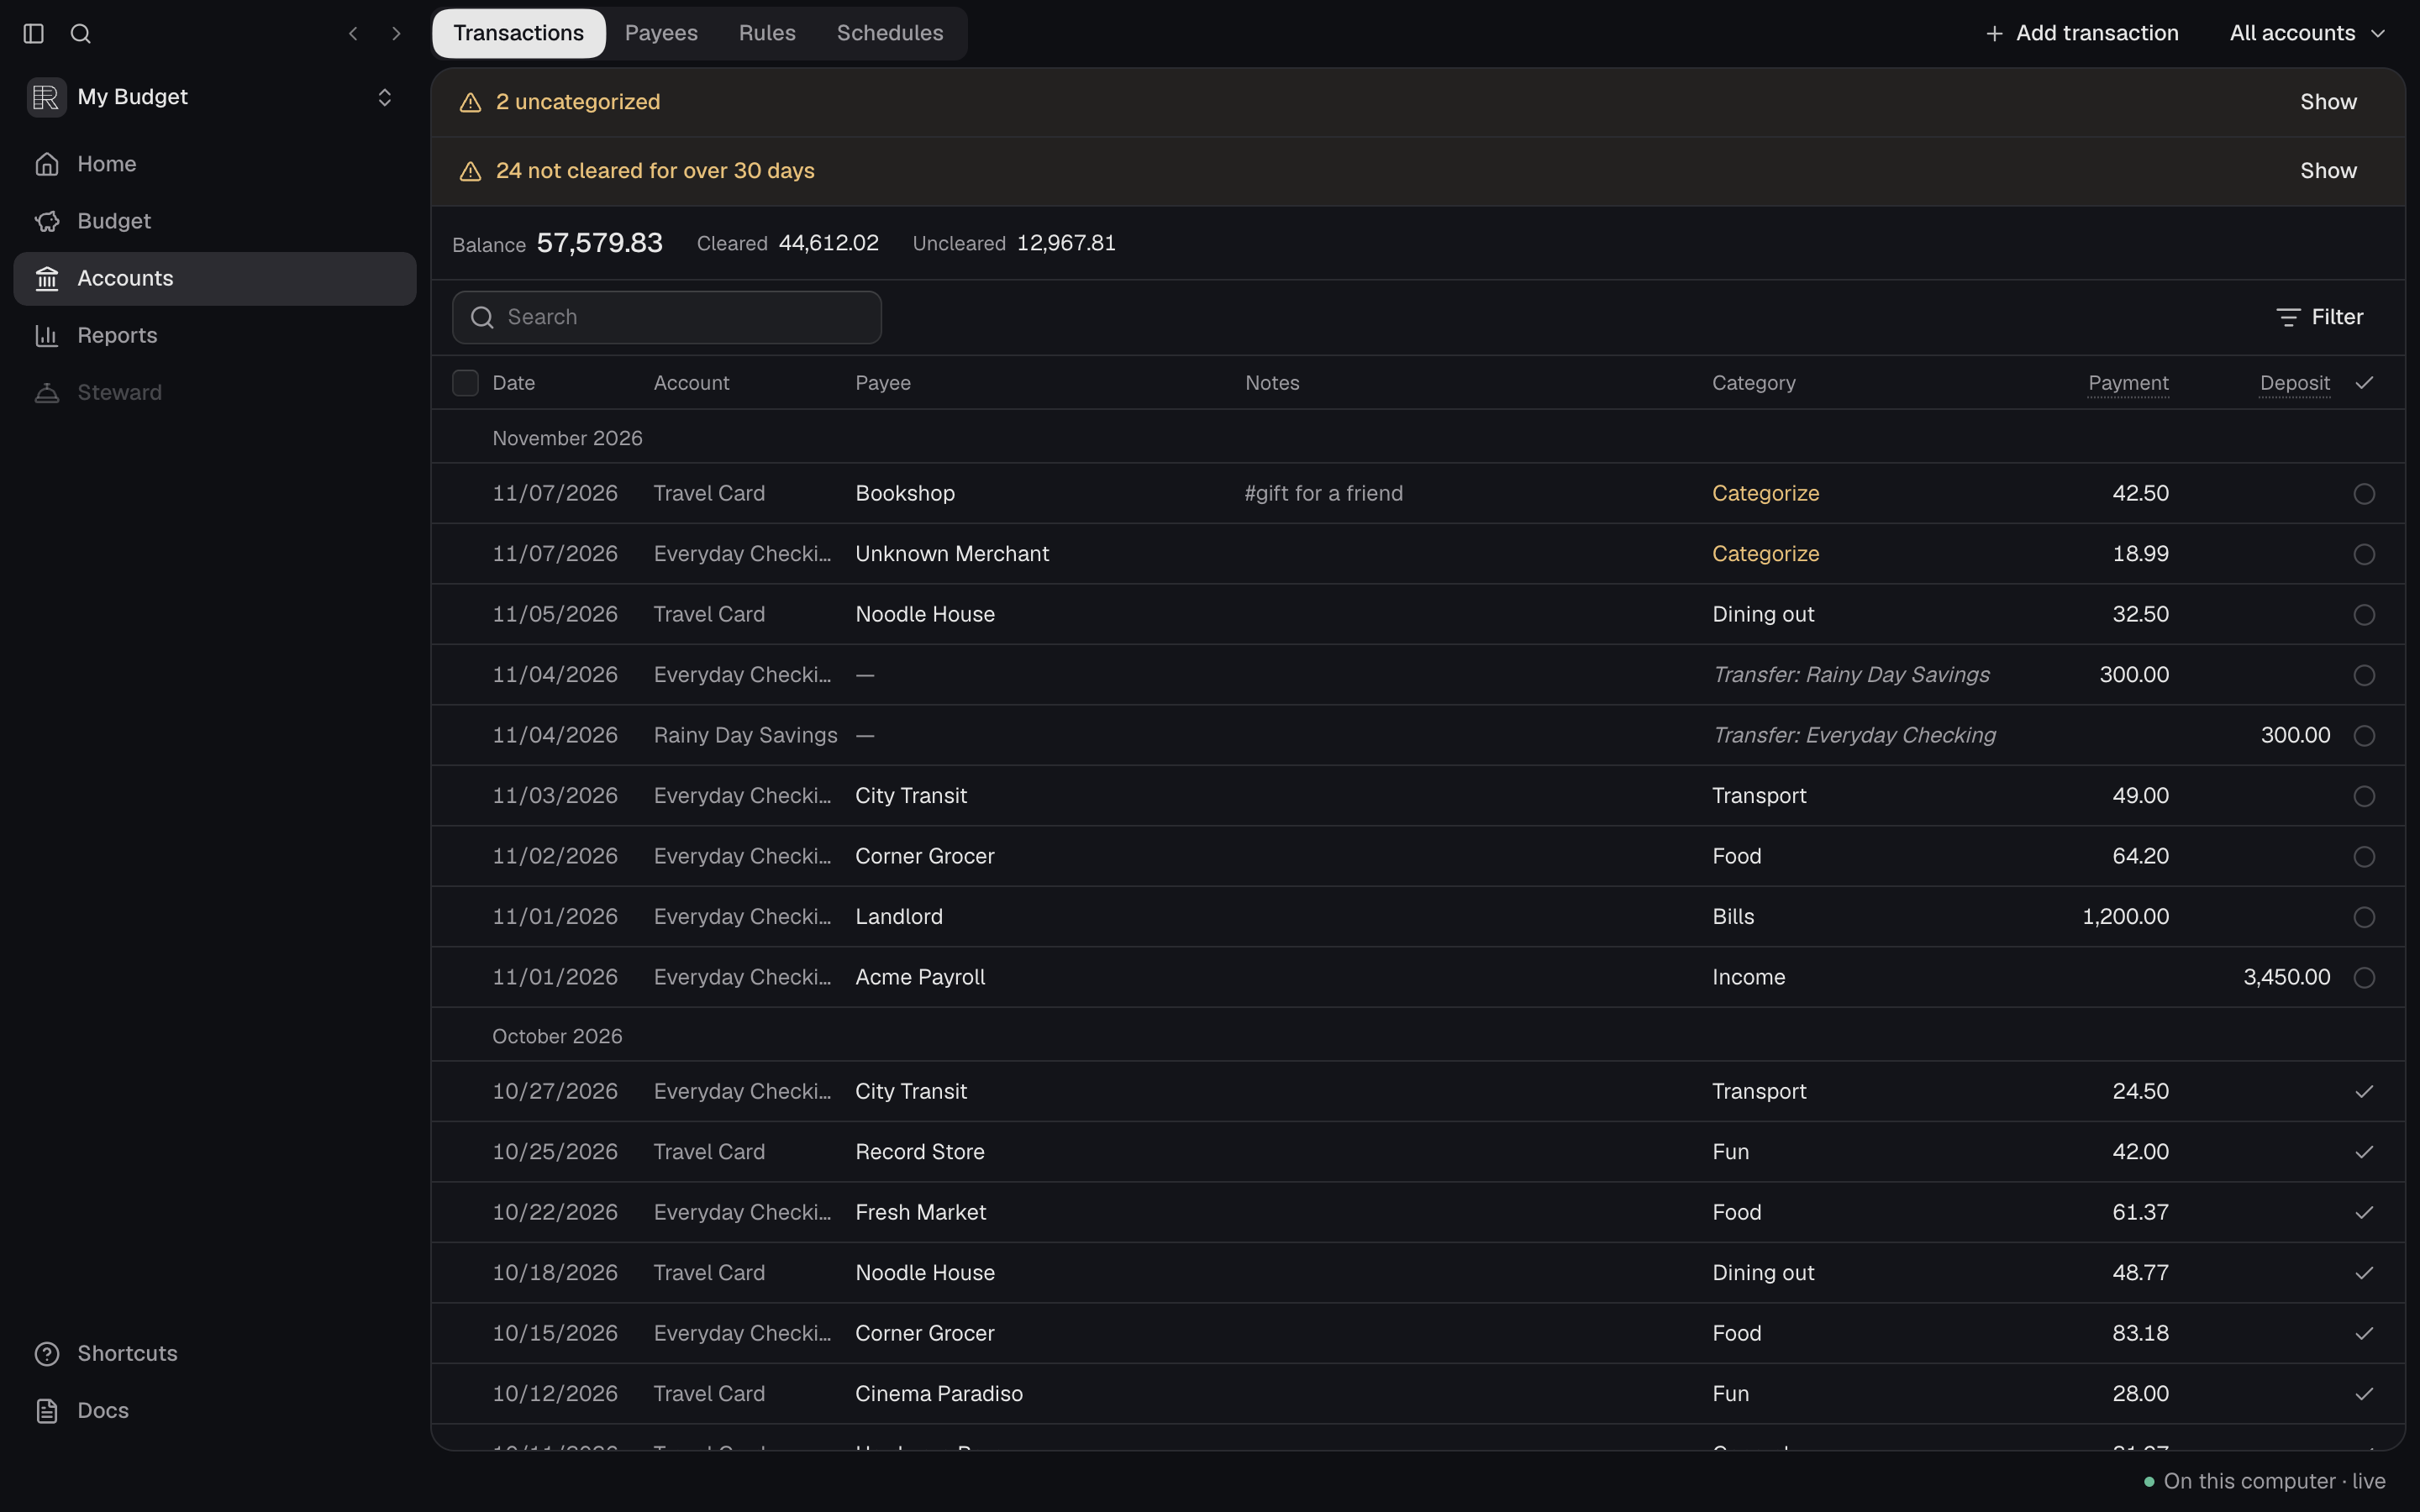 Transactions Payees Rules Schedules + Add transaction All accounts
My Budget
Home
Budget
Accounts
Reports
Steward
Shortcuts
Docs
2 uncategorized Show
24 not cleared for over 30 days Show
Balance 57,579.83 Cleared 44,612.02 Uncleared 12,967.81
Search Filter
Date Account Payee Notes Category Payment Deposit
November 2026
11/07/2026 Travel Card Bookshop #gift for a friend Categorize 42.50
11/07/2026 Everyday Checki... Unknown Merchant Categorize 18.99
11/05/2026 Travel Card Noodle House Dining out 32.50
11/04/2026 Everyday Checki... — Transfer: Rainy Day Savings 300.00
11/04/2026 Rainy Day Savings — Transfer: Everyday Checking 300.00
11/03/2026 Everyday Checki... City Transit Transport 49.00
11/02/2026 Everyday Checki... Corner Grocer Food 64.20
11/01/2026 Everyday Checki... Landlord Bills 1,200.00
11/01/2026 Everyday Checki... Acme Payroll Income 3,450.00
October 2026
10/27/2026 Everyday Checki... City Transit Transport 24.50
10/25/2026 Travel Card Record Store Fun 42.00
10/22/2026 Everyday Checki... Fresh Market Food 61.37
10/18/2026 Travel Card Noodle House Dining out 48.77
10/15/2026 Everyday Checki... Corner Grocer Food 83.18
10/12/2026 Travel Card Cinema Paradiso Fun 28.00
On this computer · live